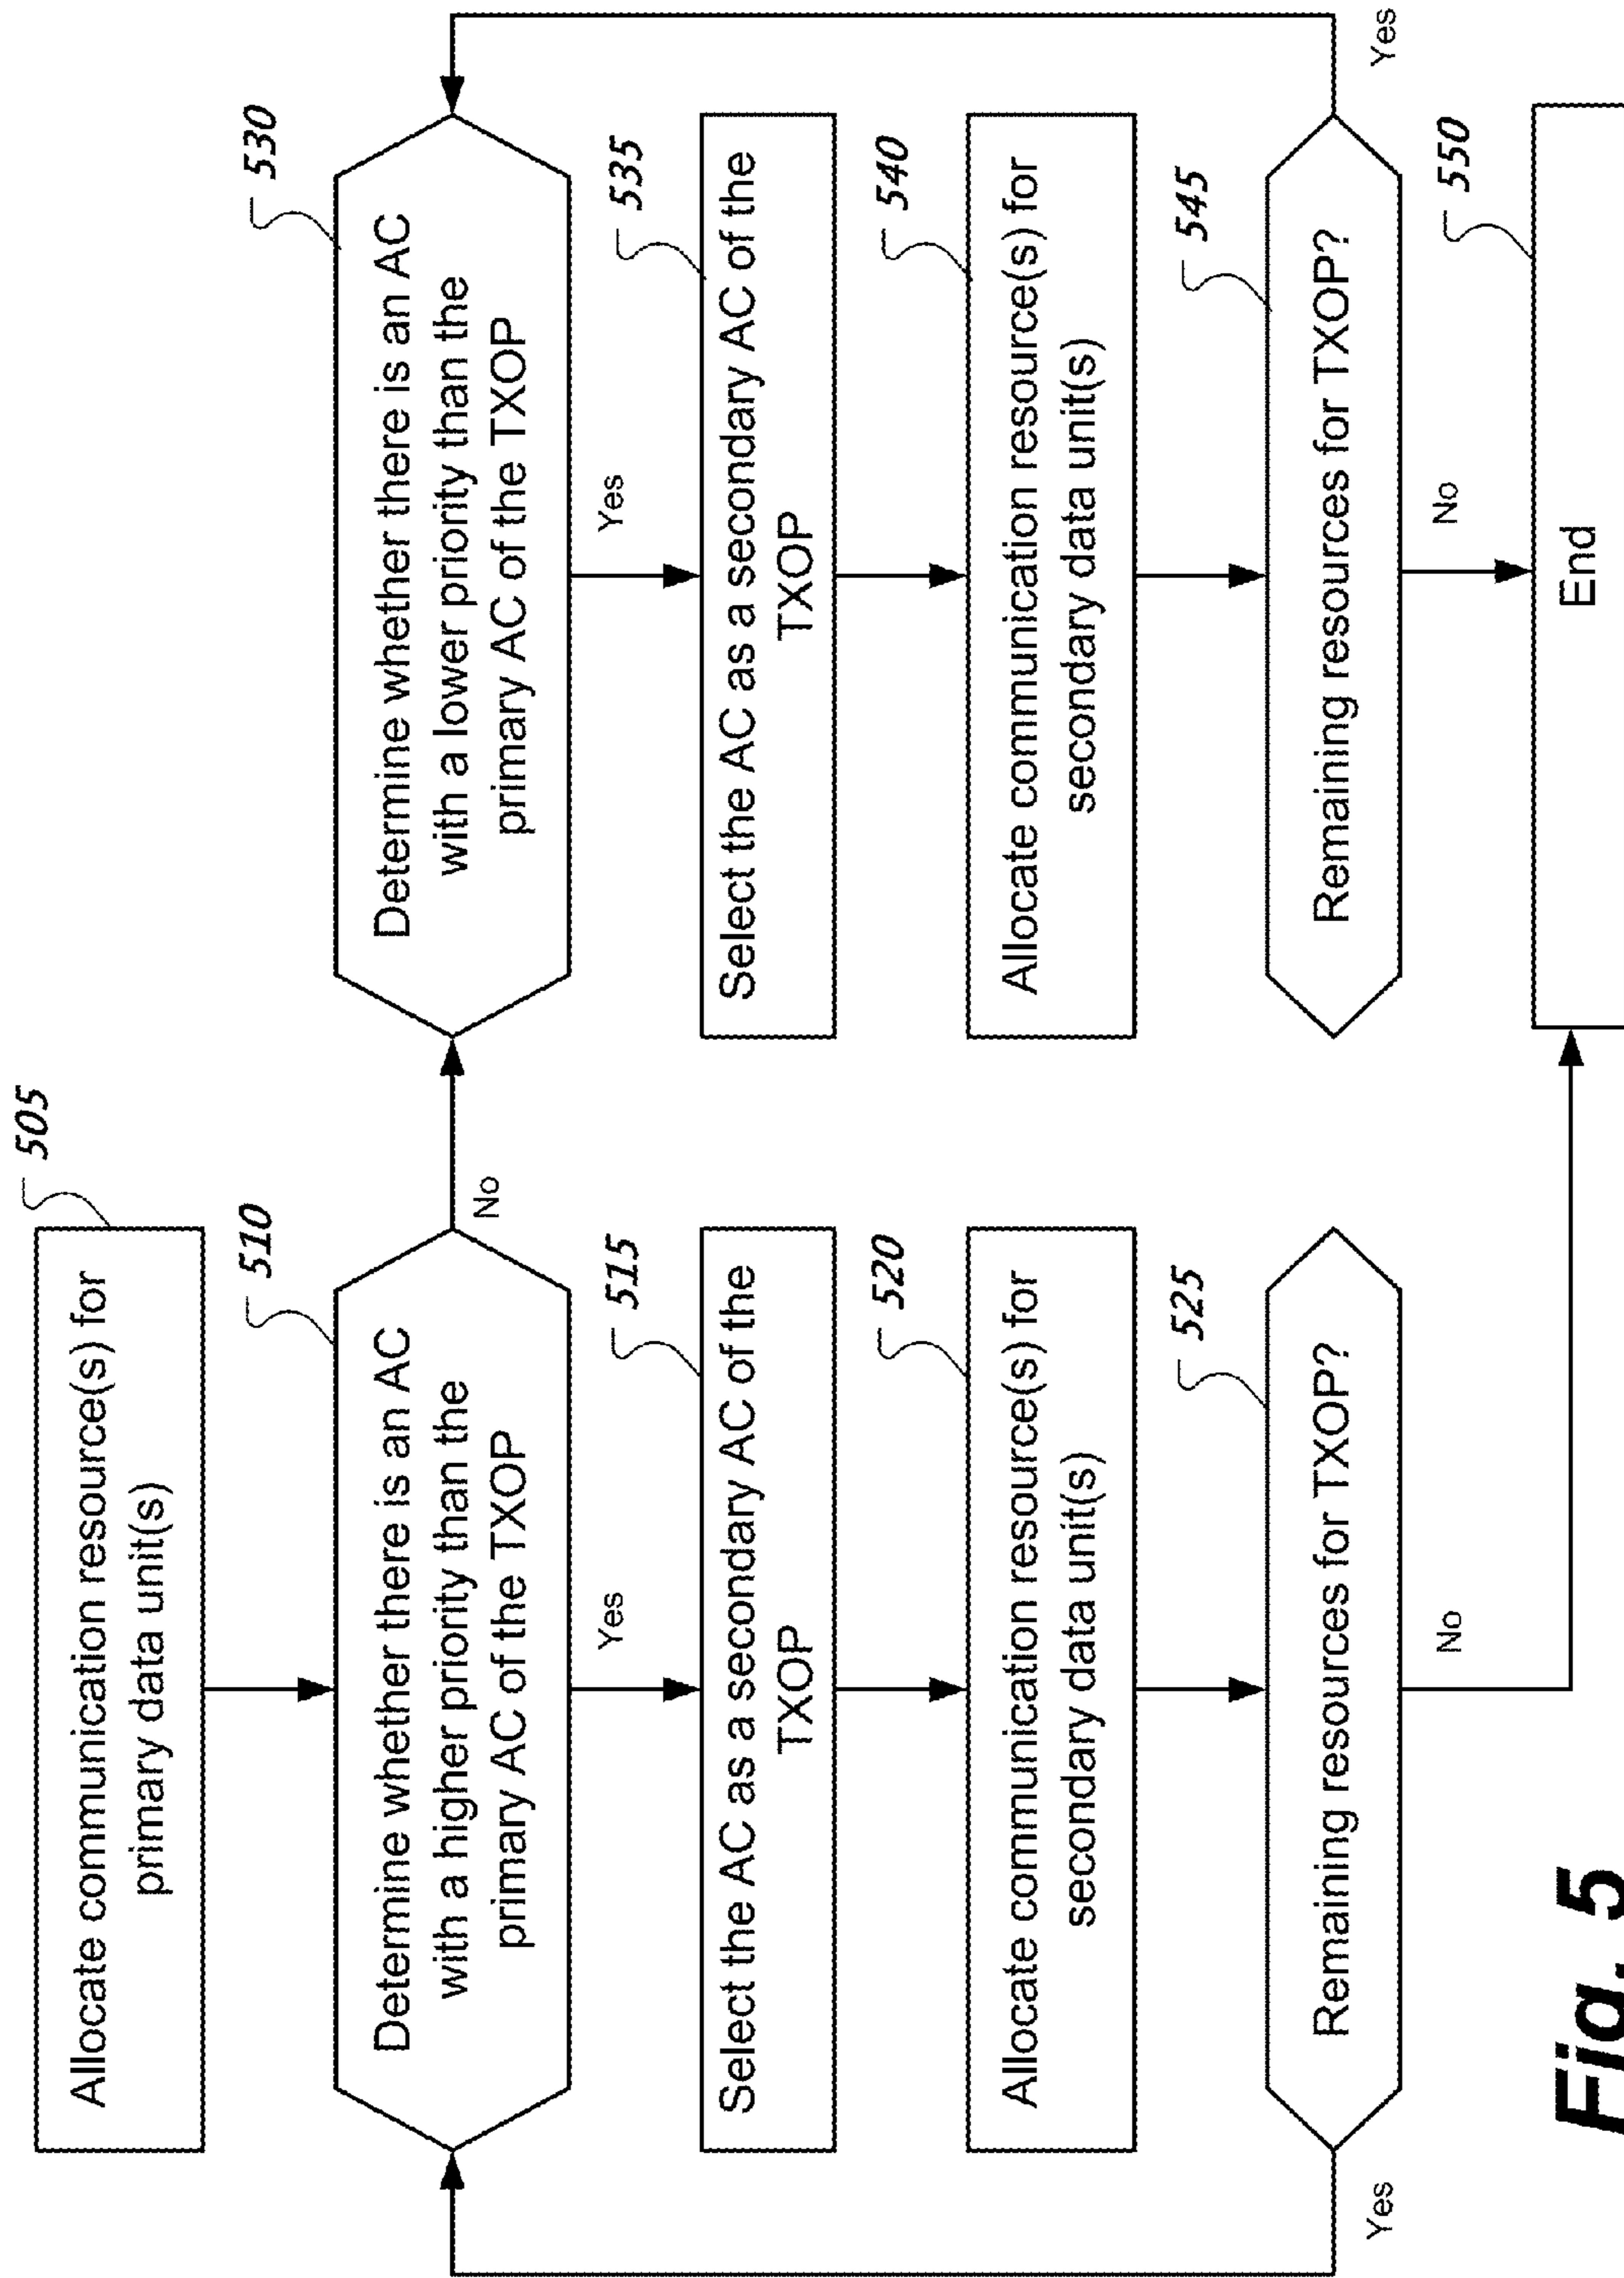 505
Allocate communication resource(s) for
primary data unit(s)
510
Determine whether there is an AC
with a higher priority than the
primary AC of the TXOP
No
Yes
515
Select the AC as a secondary AC of the
TXOP
520
Allocate communication resource(s) for
secondary data unit(s)
525
Remaining resources for TXOP?
Yes
No
530
Determine whether there is an AC
with a lower priority than the
primary AC of the TXOP
Yes
535
Select the AC as a secondary AC of the
TXOP
540
Allocate communication resource(s) for
secondary data unit(s)
545
Remaining resources for TXOP?
Yes
No
550
End
Fig. 5